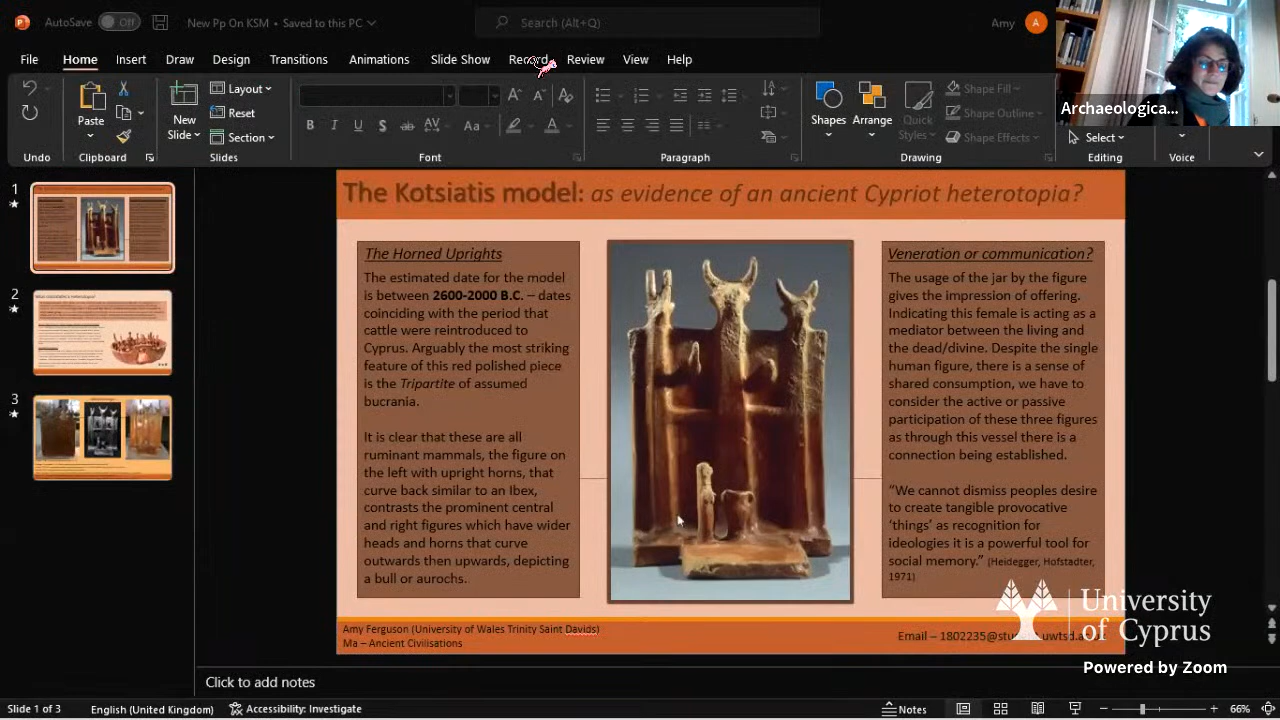 AutoSave Off New Pp On KSM • Saved to this PC
Search (Alt+Q)
Amy A
File Home Insert Draw Design Transitions Animations Slide Show Record Review View Help
Paste
New
Slide
Layout
Reset
Section
B I U S ab AV Aa A
Shapes Arrange Quick
Styles
Shape Fill
Shape Outline
Shape Effects
Select
Undo Clipboard Slides Font Paragraph Drawing Editing Voice
Archaeologica...
1
2
3
The Kotsiatis model: as evidence of an ancient Cypriot heterotopia?
The Horned Uprights
The estimated date for the model
is between 2600-2000 B.C. – dates
coinciding with the period that
cattle were reintroduced to
Cyprus. Arguably the most striking
feature of this red polished piece
is the Tripartite of assumed
bucrania.
It is clear that these are all
ruminant mammals, the figure on
the left with upright horns, that
curve back similar to an Ibex,
contrasts the prominent central
and right figures which have wider
heads and horns that curve
outwards then upwards, depicting
a bull or aurochs.
Veneration or communication?
The usage of the jar by the figure
gives the impression of offering.
Indicating this female is acting as a
mediator between the living and
the dead/divine. Despite the single
human figure, there is a sense of
shared consumption, we have to
consider the active or passive
participation of these three figures
as through this vessel there is a
connection being established.
“We cannot dismiss peoples desire
to create tangible provocative
‘things’ as recognition for
ideologies it is a powerful tool for
social memory.” (Heidegger, Hofstadter,
1971)
Amy Ferguson (University of Wales Trinity Saint Davids)
Ma – Ancient Civilisations
Email –
University
of Cyprus
Powered by Zoom
Click to add notes
Slide 1 of 3 English (United Kingdom) Accessibility: Investigate Notes 66%